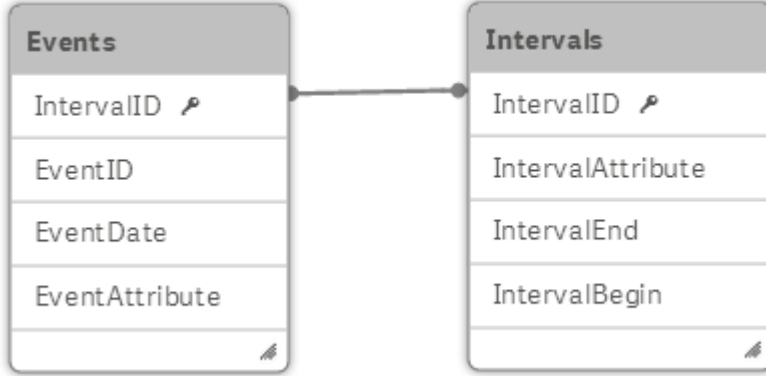 Events
IntervalID
EventID
EventDate
EventAttribute
Intervals
IntervalID
IntervalAttribute
IntervalEnd
IntervalBegin